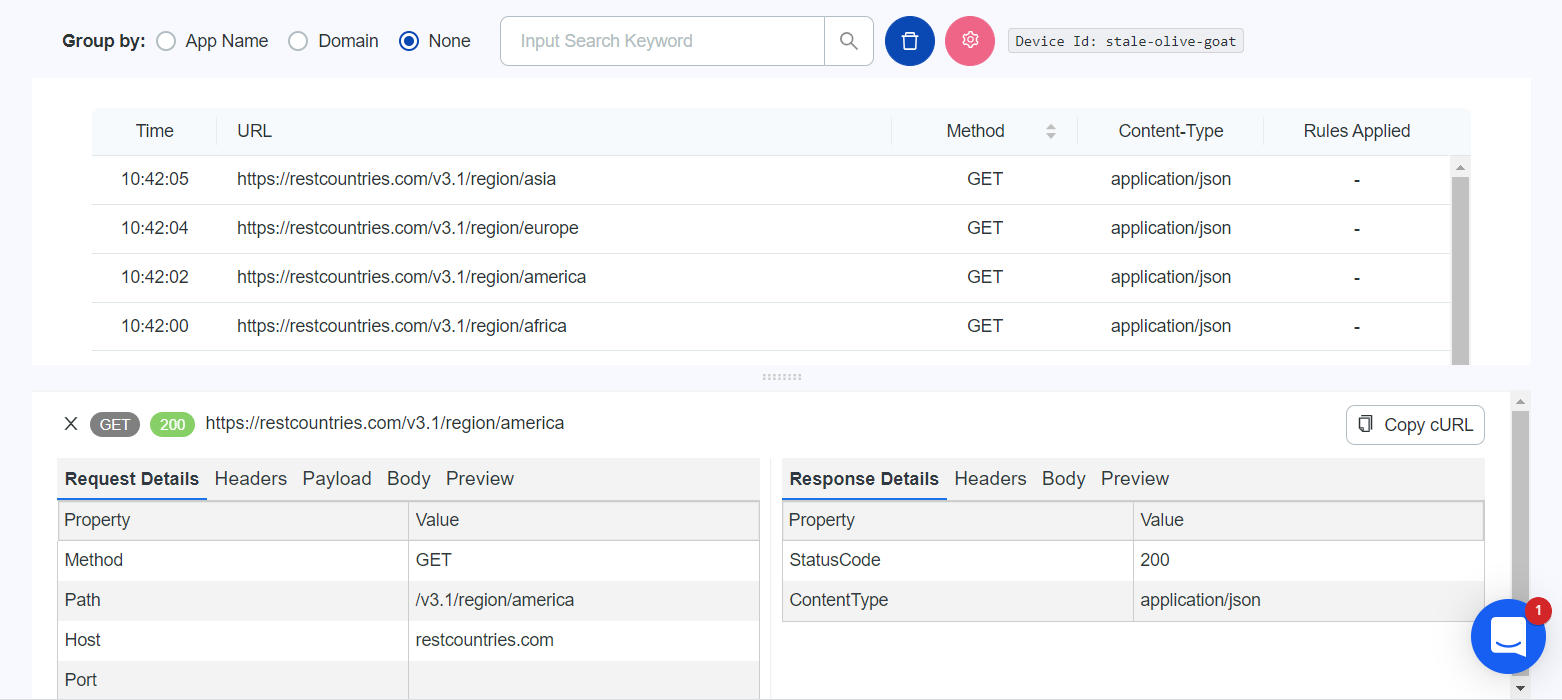 Group by: App Name Domain None Input Search Keyword Device Id: stale-olive-goat
Time URL Method Content-Type Rules Applied
10:42:05 https://restcountries.com/v3.1/region/asia GET application/json -
10:42:04 https://restcountries.com/v3.1/region/europe GET application/json -
10:42:02 https://restcountries.com/v3.1/region/america GET application/json -
10:42:00 https://restcountries.com/v3.1/region/africa GET application/json -
GET 200 https://restcountries.com/v3.1/region/america Copy cURL
Request Details Headers Payload Body Preview
Property Value
Method GET
Path /v3.1/region/america
Host restcountries.com
Port
Response Details Headers Body Preview
Property Value
StatusCode 200
ContentType application/json
1